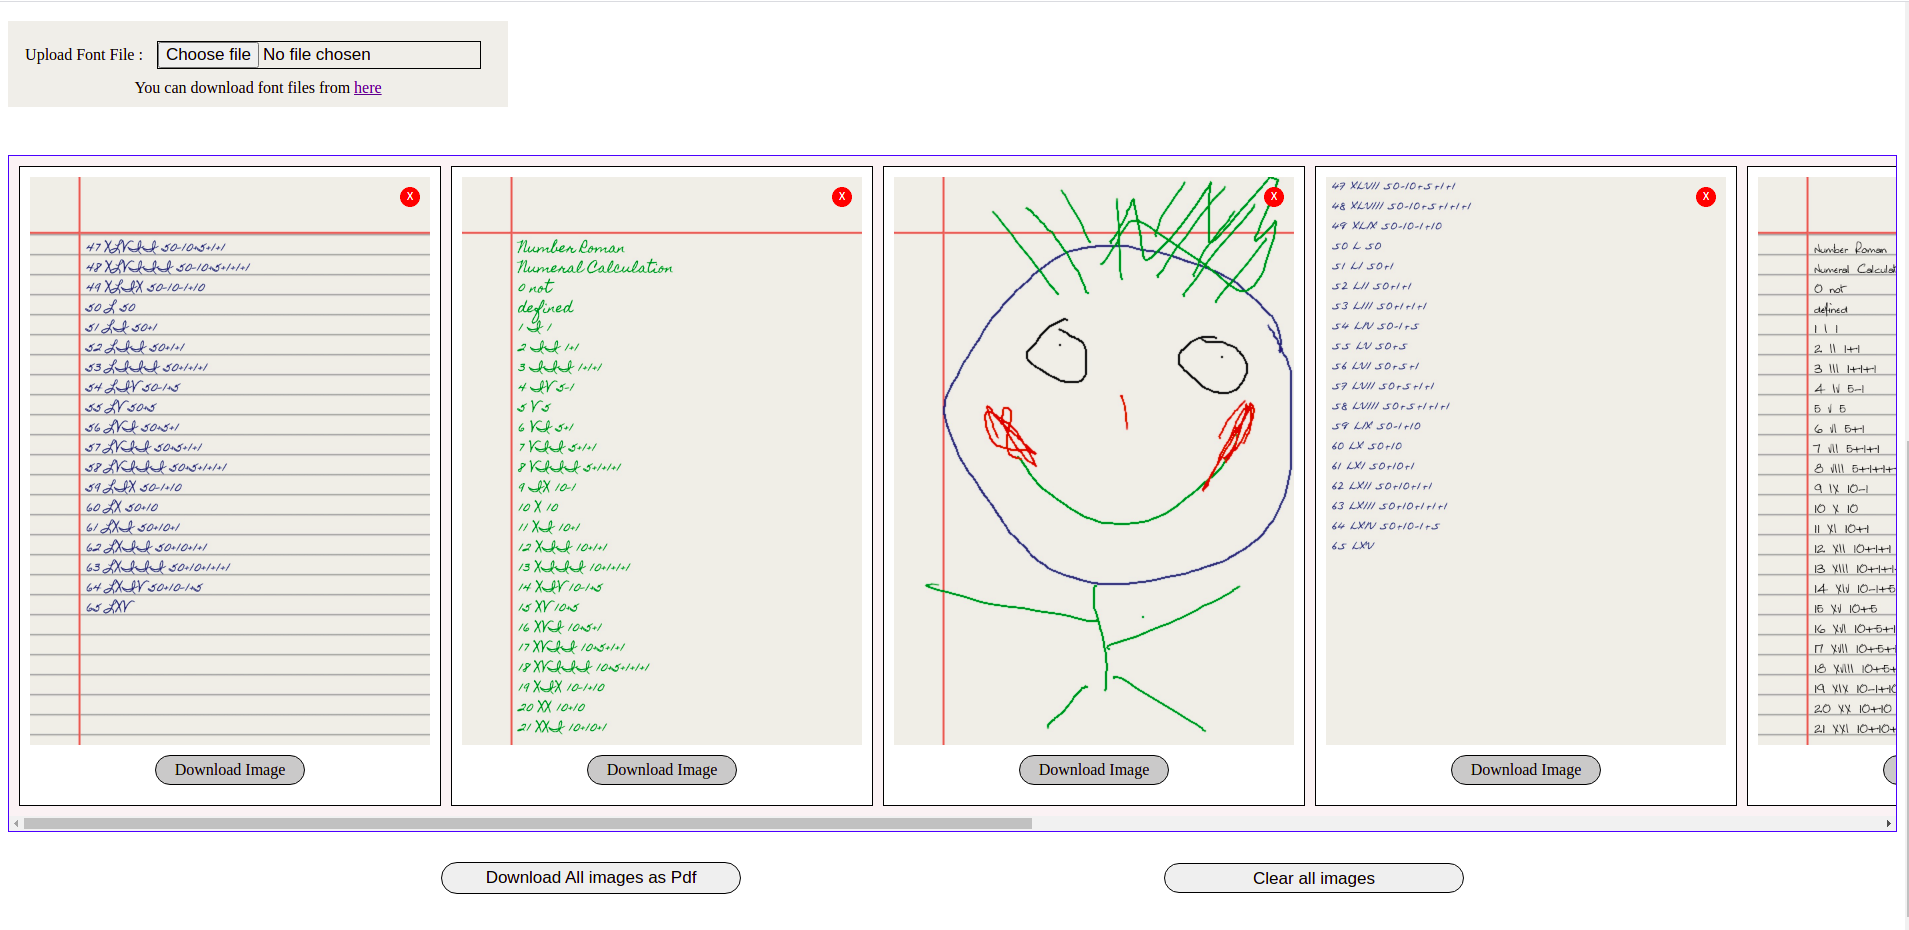 Upload Font File : Choose file No file chosen
You can download font files from here
X
47 XLVII 50-10+5+1+1
48 XLVIII 50-10+5+1+1+1
49 XLIX 50-10-1+10
50 L 50
51 LI 50+1
52 LII 50+1+1
53 LIII 50+1+1+1
54 LIV 50-1+5
55 LV 50+5
56 LVI 50+5+1
57 LVII 50+5+1+1
58 LVIII 50+5+1+1+1
59 LIX 50-1+10
60 LX 50+10
61 LXI 50+10+1
62 LXII 50+10+1+1
63 LXIII 50+10+1+1+1
64 LXIV 50+10-1+5
65 LXV
Download Image
X
Number Roman
Numeral Calculation
0 not
defined
1 I 1
2 II 1+1
3 III 1+1+1
4 IV 5-1
5 V 5
6 VI 5+1
7 VII 5+1+1
8 VIII 5+1+1+1
9 IX 10-1
10 X 10
11 XI 10+1
12 XII 10+1+1
13 XIII 10+1+1+1
14 XIV 10-1+5
15 XV 10+5
16 XVI 10+5+1
17 XVII 10+5+1+1
18 XVIII 10+5+1+1+1
19 XIX 10-1+10
20 XX 10+10
21 XXI 10+10+1
Download Image
X
Download Image
X
47 XLVII 50-10+5+1+1
48 XLVIII 50-10+5+1+1+1
49 XLIX 50-10-1+10
50 L 50
51 LI 50+1
52 LII 50+1+1
53 LIII 50+1+1+1
54 LIV 50-1+5
55 LV 50+5
56 LVI 50+5+1
57 LVII 50+5+1+1
58 LVIII 50+5+1+1+1
59 LIX 50-1+10
60 LX 50+10
61 LXI 50+10+1
62 LXII 50+10+1+1
63 LXIII 50+10+1+1+1
64 LXIV 50+10-1+5
65 LXV
Download Image
Number Roman
Numeral Calculat
0 not
defined
1 I 1
2 II 1+1
3 III 1+1+1
4 IV 5-1
5 V 5
6 VI 5+1
7 VII 5+1+1
8 VIII 5+1+1+
9 IX 10-1
10 X 10
11 XI 10+1
12 XII 10+1+1
13 XIII 10+1+1+
14 XIV 10-1+5
15 XV 10+5
16 XVI 10+5+1
17 XVII 10+5+1
18 XVIII 10+5+
19 XIX 10-1+10
20 XX 10+10
21 XXI 10+10+
Download All images as Pdf
Clear all images